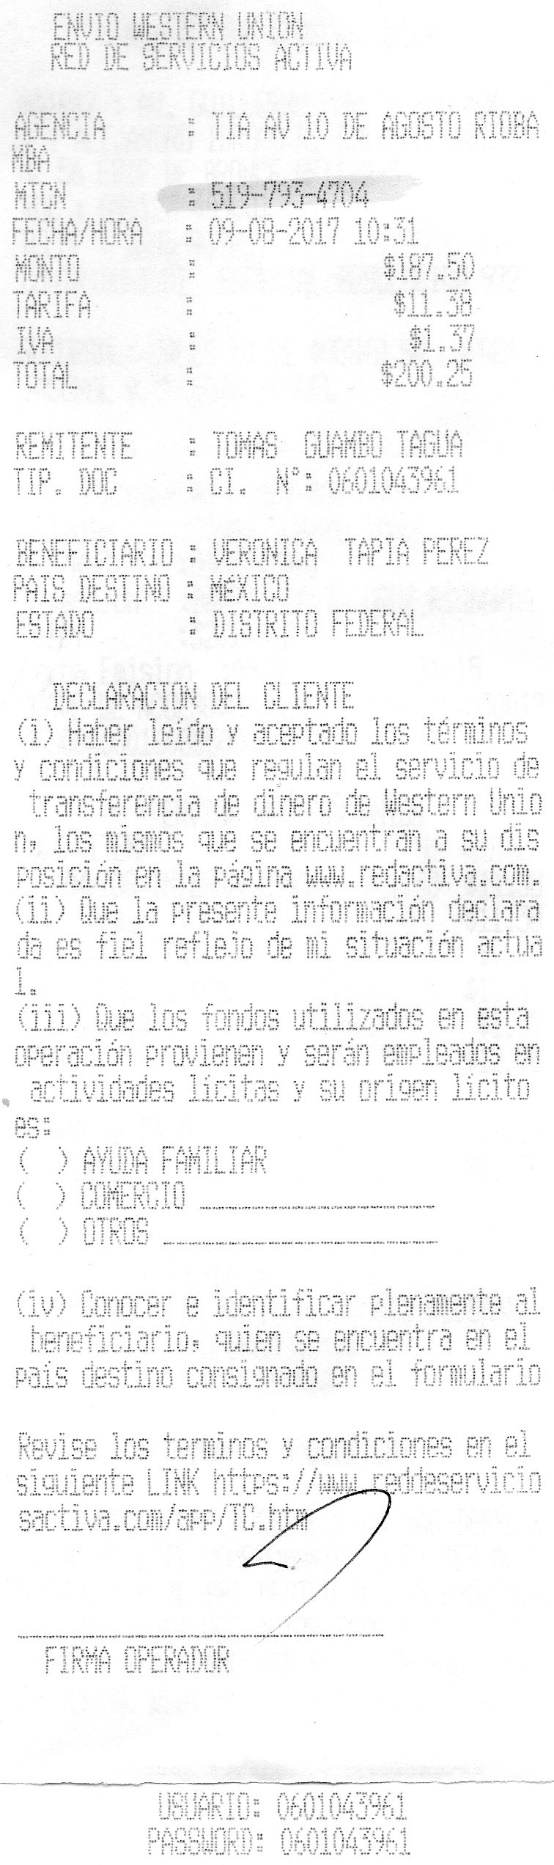 ENVIO WESTERN UNION
RED DE SERVICIOS ACTIVA
AGENCIA : TIA AV 10 DE AGOSTO RIOBA
MBA
MTCN : 519-793-4704
FECHA/HORA : 09-08-2017 10:31
MONTO : $187.50
TARIFA : $11.38
IVA : $1.37
TOTAL : $200.25
REMITENTE : TOMAS GUAMBO TAGUA
TIP. DOC : CI. N°: 0601043961
BENEFICIARIO : VERONICA TAPIA PEREZ
PAIS DESTINO : MéXICO
ESTADO : DISTRITO FEDERAL
DECLARACION DEL CLIENTE
(i) Haber leído y aceptado los términos
y condiciones que regulan el servicio de
transferencia de dinero de Western Unio
n, los mismos que se encuentran a su dis
posición en la página www.redactiva.com.
(ii) Que la presente información declara
da es fiel reflejo de mi situación actua
l.
(iii) Que los fondos utilizados en esta
operación provienen y serán empleados en
actividades lícitas y su origen lícito
es:
( ) AYUDA FAMILIAR
( ) COMERCIO
( ) OTROS
(iv) Conocer e identificar plenamente al
beneficiario, quien se encuentra en el
país destino consignado en el formulario
Revise los terminos y condiciones en el
siguiente LINK https://www.reddeservicio
sactiva.com/app/TC.htm
FIRMA OPERADOR
USUARIO: 0601043961
PASSWORD: 0601043961